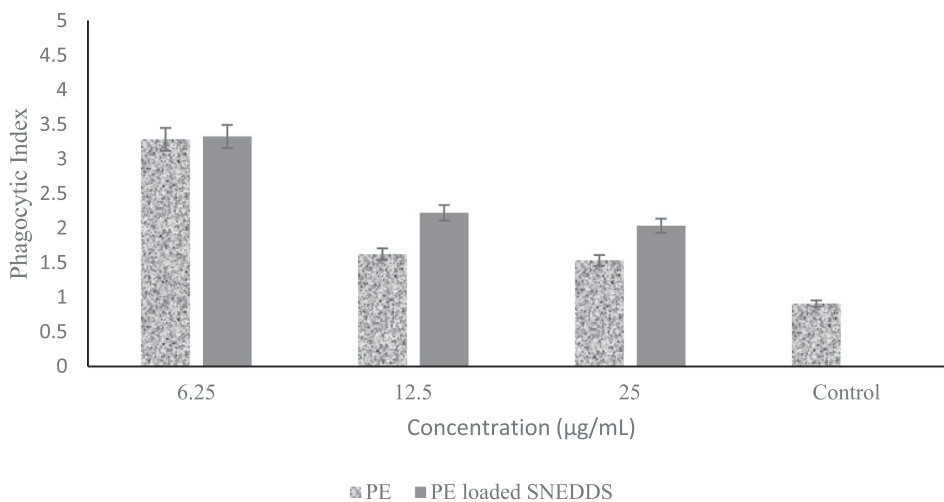 5
4.5
4
3.5
3
2.5
2
1.5
1
0.5
0
Phagocytic Index
6.25 12.5 25 Control
Concentration (µg/mL)
PE PE loaded SNEDDS